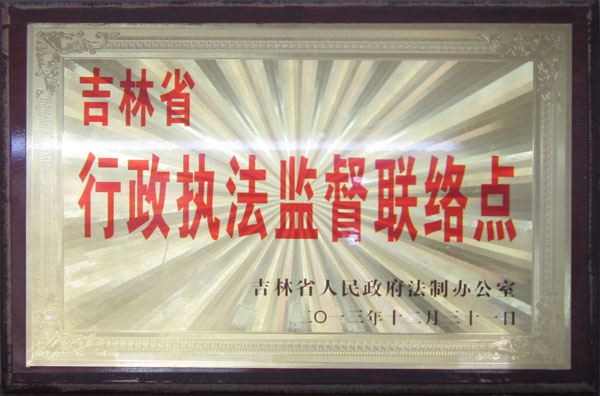 吉林省
行政执法监督联络点
吉林省人民政府法制办公室
二〇一三年十二月三十一日